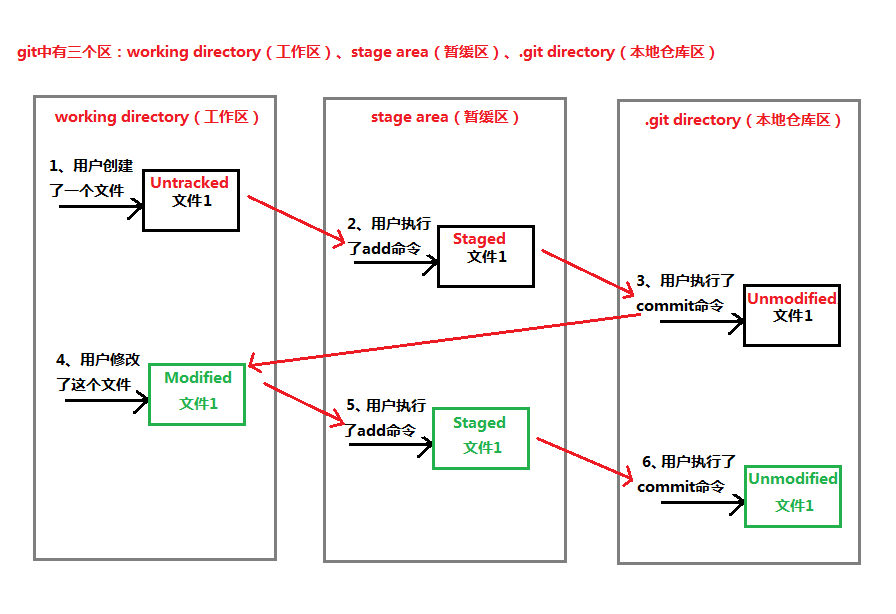 git中有三个区：working directory（工作区）、stage area（暂缓区）、.git directory（本地仓库区）
working directory（工作区）
stage area（暂缓区）
.git directory（本地仓库区）
1、用户创建
了一个文件
Untracked
文件1
2、用户执行
了add命令
Staged
文件1
3、用户执行了
commit命令
Unmodified
文件1
4、用户修改
了这个文件
Modified
文件1
5、用户执行
了add命令
Staged
文件1
6、用户执行了
commit命令
Unmodified
文件1